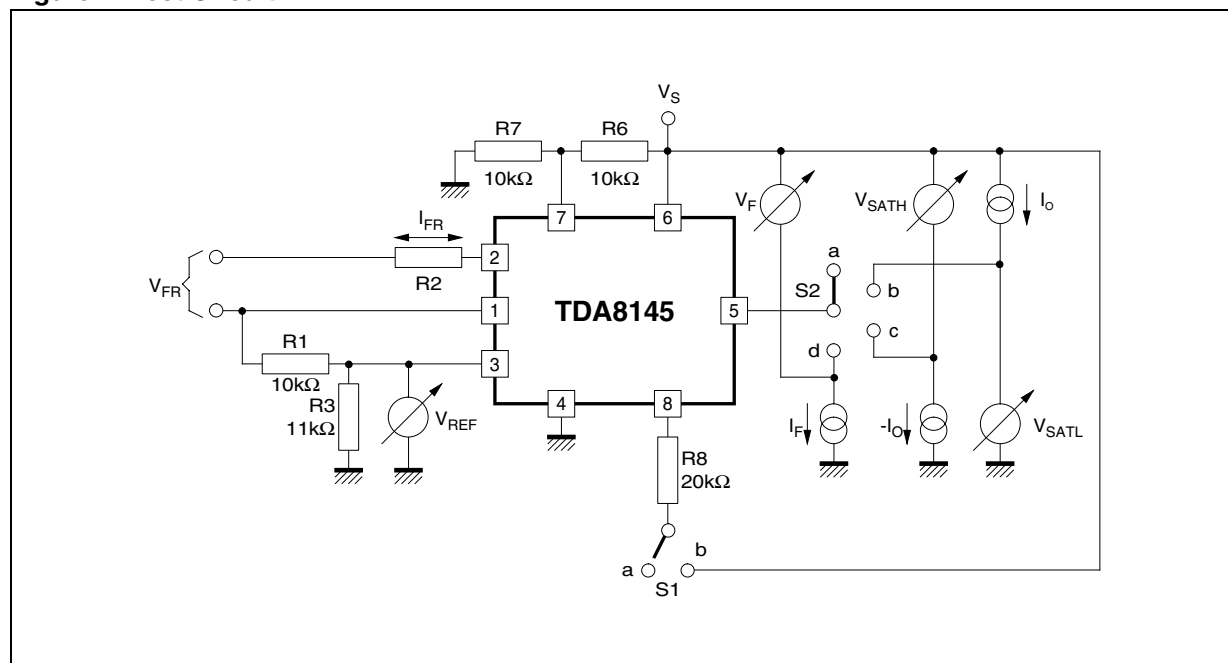 V_S
R7
R6
10kΩ
10kΩ
V_F
V_SATH
I_O
I_FR
7
6
2
R2
V_FR
1
TDA8145
5
S2
a
b
c
d
R1
10kΩ
3
R3
11kΩ
V_REF
4
8
I_F
-I_O
V_SATL
R8
20kΩ
a
b
S1